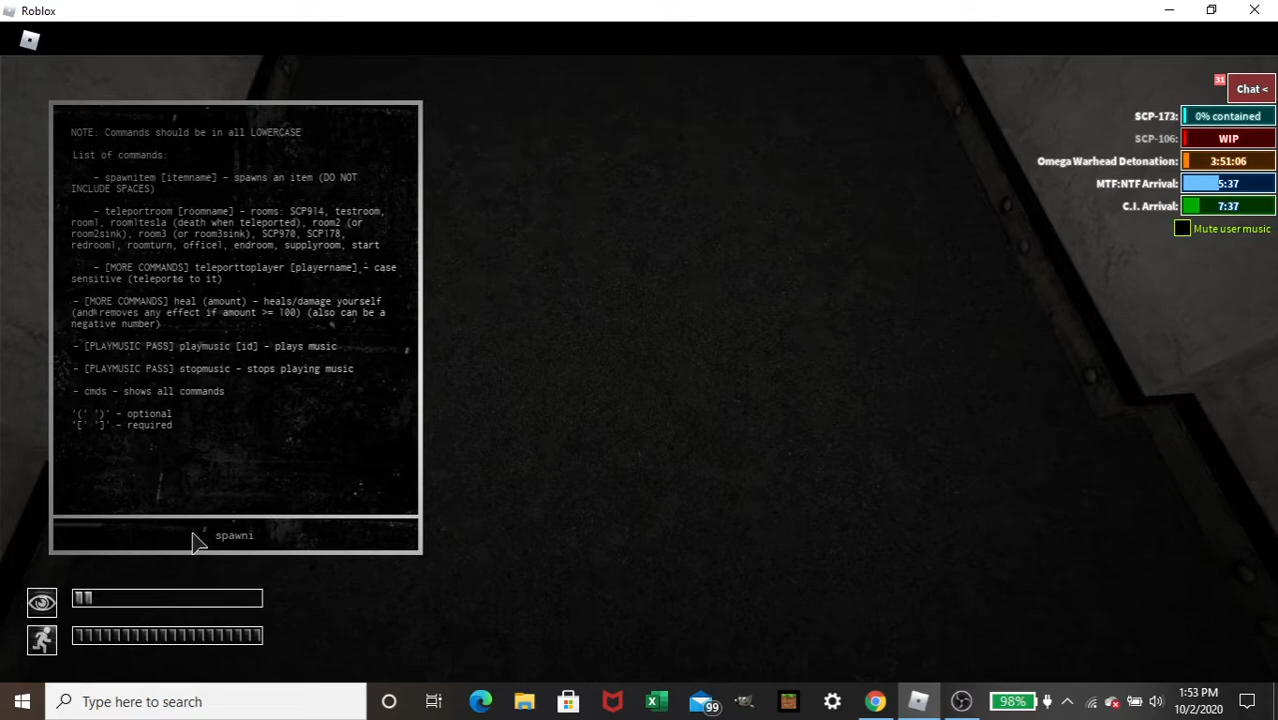 Roblox
31
Chat <
SCP-173: 0% contained
SCP-106: WIP
Omega Warhead Detonation: 3:51:06
MTF:NTF Arrival: 5:37
C.I. Arrival: 7:37
Mute user music
NOTE: Commands should be in all LOWERCASE
List of commands:
- spawnitem [itemname] - spawns an item (DO NOT
INCLUDE SPACES)
- teleportroom [roomname] - rooms: SCP914, testroom,
room1, room1tesla (death when teleported), room2 (or
room2sink), room3 (or room3sink), SCP970, SCP178,
redroom1, roomturn, office1, endroom, supplyroom, start
- [MORE COMMANDS] teleporttoplayer [playername] - case
sensitive (teleports to it)
- [MORE COMMANDS] heal (amount) - heals/damage yourself
(and removes any effect if amount >= 100) (also can be a
negative number)
- [PLAYMUSIC PASS] playmusic [id] - plays music
- [PLAYMUSIC PASS] stopmusic - stops playing music
- cmds - shows all commands
'(' ')' - optional
'[' ']' - required
spawni
Type here to search
99
98%
1:53 PM
10/2/2020